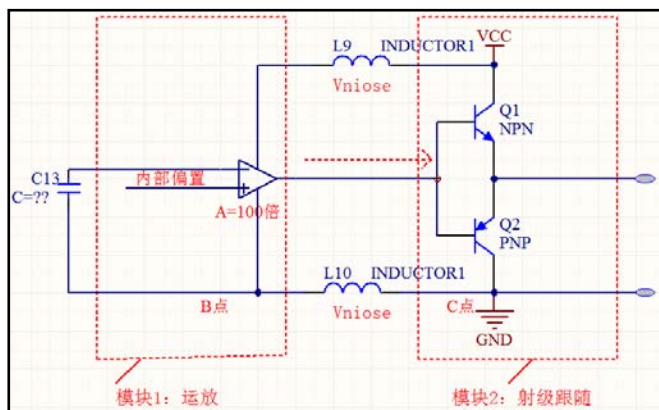 L9 INDUCTOR1
VCC
Vniose
Q1
NPN
C13
C=??
内部偏置
A=100倍
Q2
PNP
L10 INDUCTOR1
B点
C点
Vniose
GND
模块1：运放
模块2：射级跟随